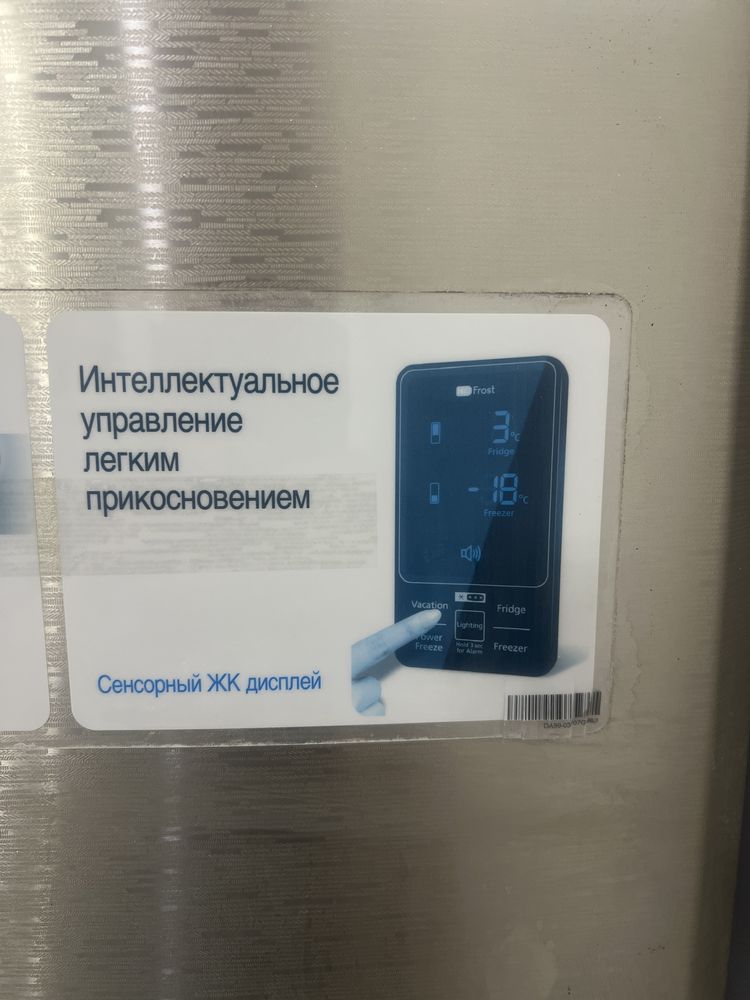 Интеллектуальное
управление
легким
прикосновением
Frost
3°C
Fridge
-18°C
Freezer
Vacation
Fridge
Lighting
Power
Freeze
Hold 3 sec
for Alarm
Freezer
Сенсорный ЖК дисплей